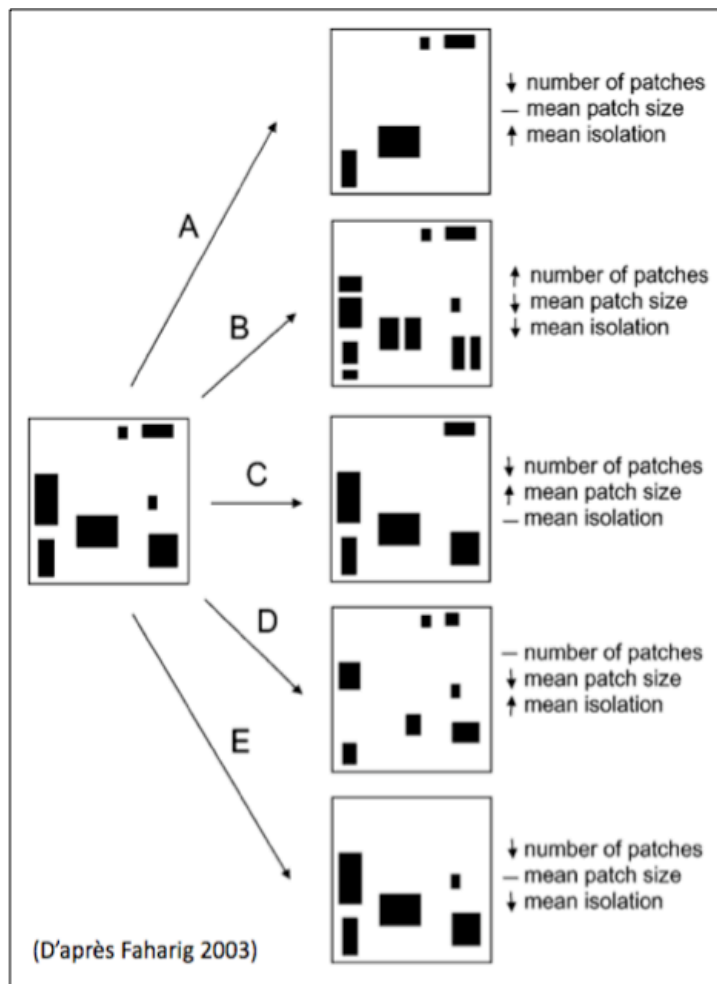 ↓ number of patches
— mean patch size
↑ mean isolation
A
↑ number of patches
↓ mean patch size
↓ mean isolation
B
↓ number of patches
↑ mean patch size
— mean isolation
C
— number of patches
↓ mean patch size
↑ mean isolation
D
↓ number of patches
— mean patch size
↓ mean isolation
E
(D'après Faharig 2003)